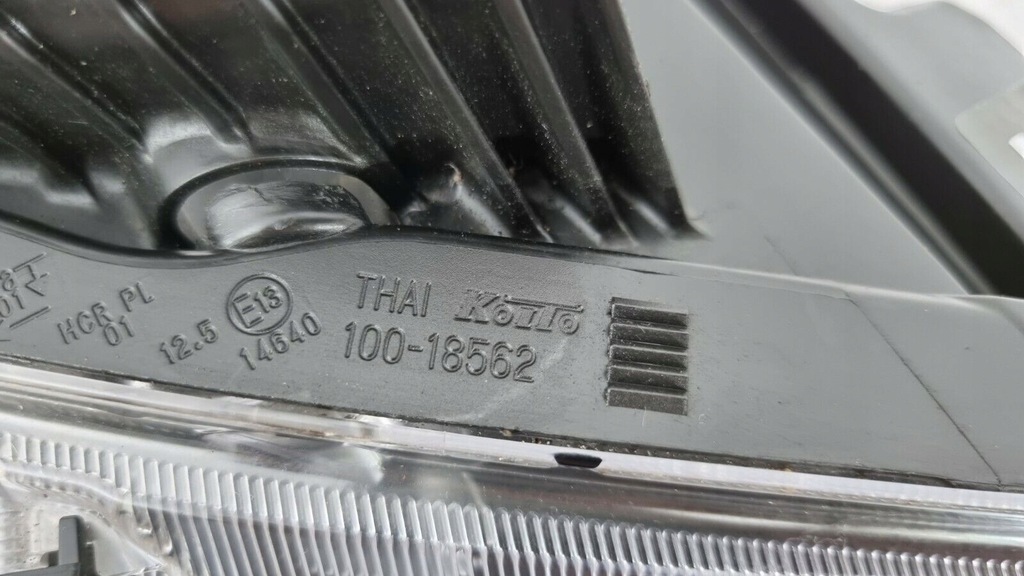 HCR PL
01
12.5
E13
14640
THAI KOITO
100-18562